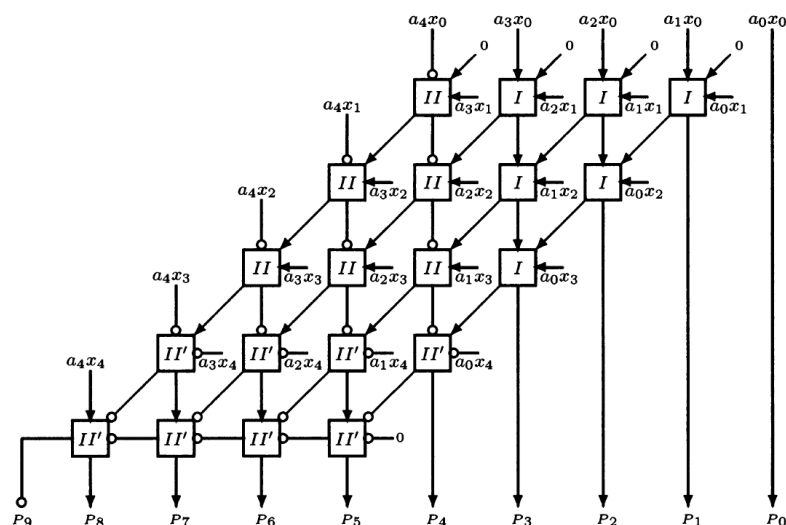 a₄x₀ a₃x₀ a₂x₀ a₁x₀ a₀x₀
0 0 0 0
II a₃x₁ I a₂x₁ I a₁x₁ I a₀x₁
a₄x₁
II a₃x₂ II a₂x₂ I a₁x₂ I a₀x₂
a₄x₂
II a₃x₃ II a₂x₃ II a₁x₃ I a₀x₃
a₄x₃
II′ a₃x₄ II′ a₂x₄ II′ a₁x₄ II′ a₀x₄
a₄x₄
II′ II′ II′ II′ 0
P₉ P₈ P₇ P₆ P₅ P₄ P₃ P₂ P₁ P₀